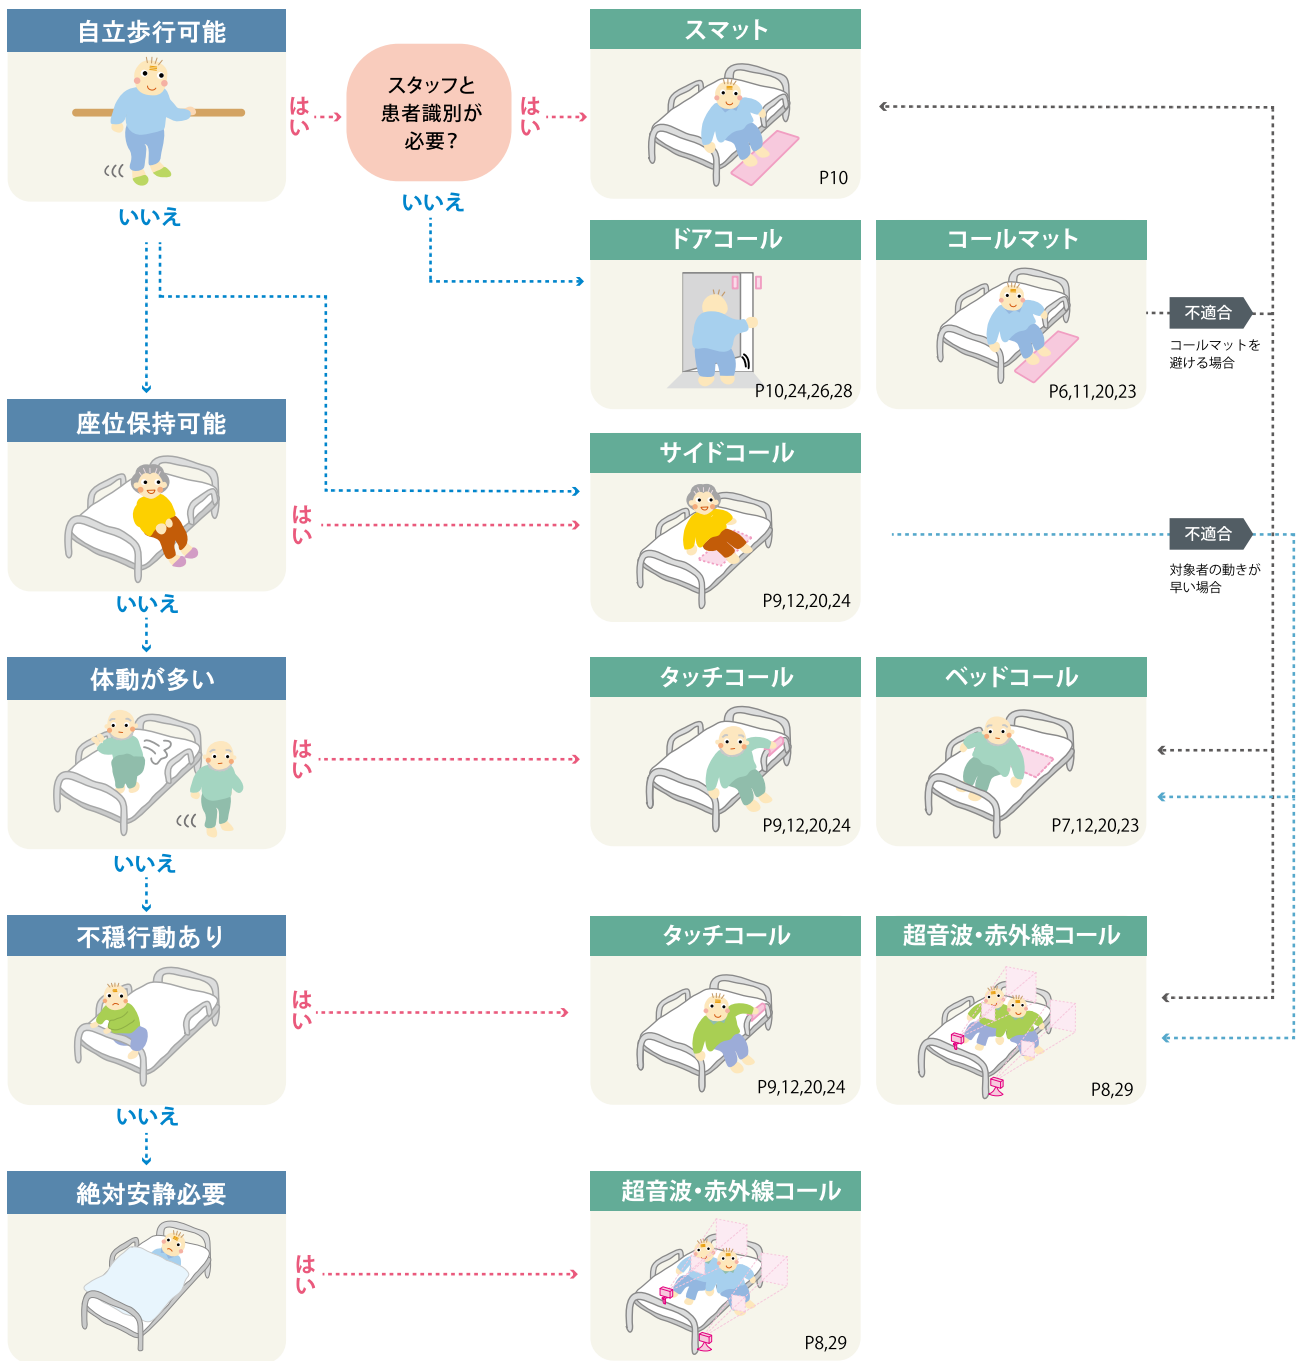 自立歩行可能
はい
スタッフと
患者識別が
必要？
はい
スマット
P10
いいえ
いいえ
ドアコール
P10,24,26,28
コールマット
P6,11,20,23
不適合
コールマットを
避ける場合
座位保持可能
はい
サイドコール
P9,12,20,24
不適合
対象者の動きが
早い場合
いいえ
体動が多い
はい
タッチコール
P9,12,20,24
ベッドコール
P7,12,20,23
いいえ
不穏行動あり
はい
タッチコール
P9,12,20,24
超音波・赤外線コール
P8,29
いいえ
絶対安静必要
はい
超音波・赤外線コール
P8,29